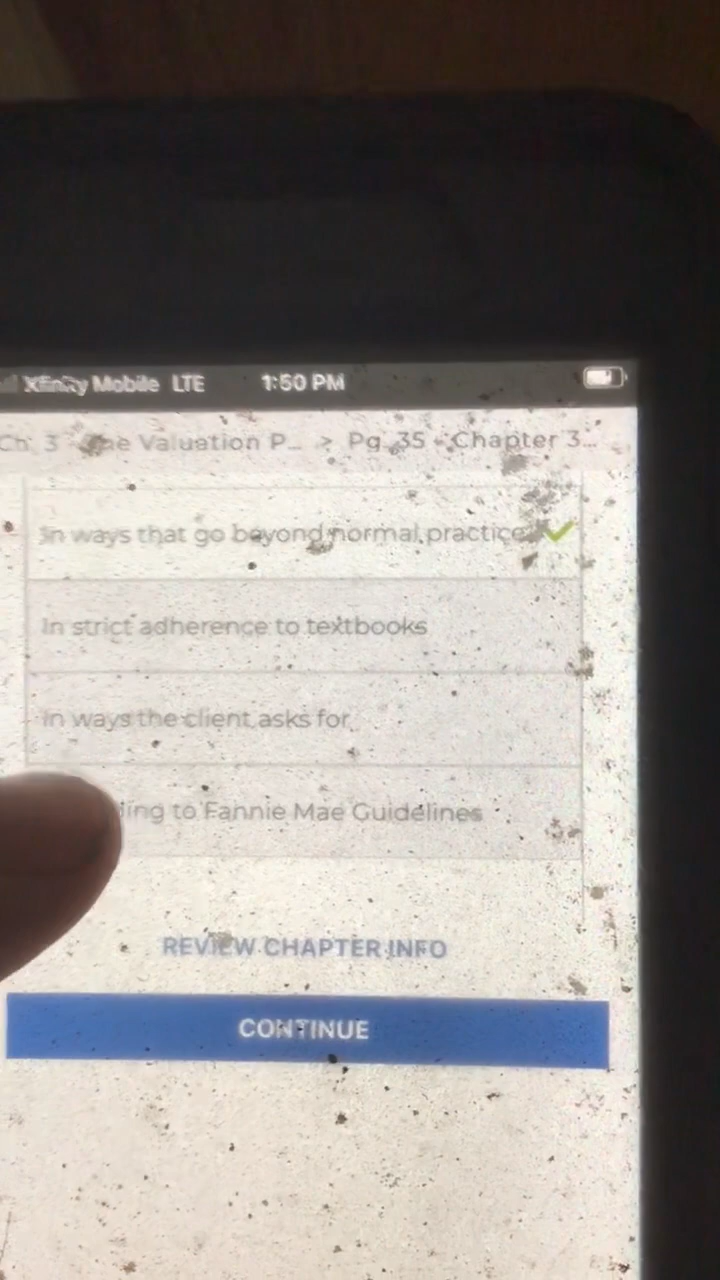 Xfinity Mobile LTE 1:50 PM
Ch. 3 The Valuation P... > Pg. 35 - Chapter 3...
In ways that go beyond normal practice
In strict adherence to textbooks
In ways the client asks for
to Fannie Mae Guidelines
REVIEW CHAPTER INFO
CONTINUE